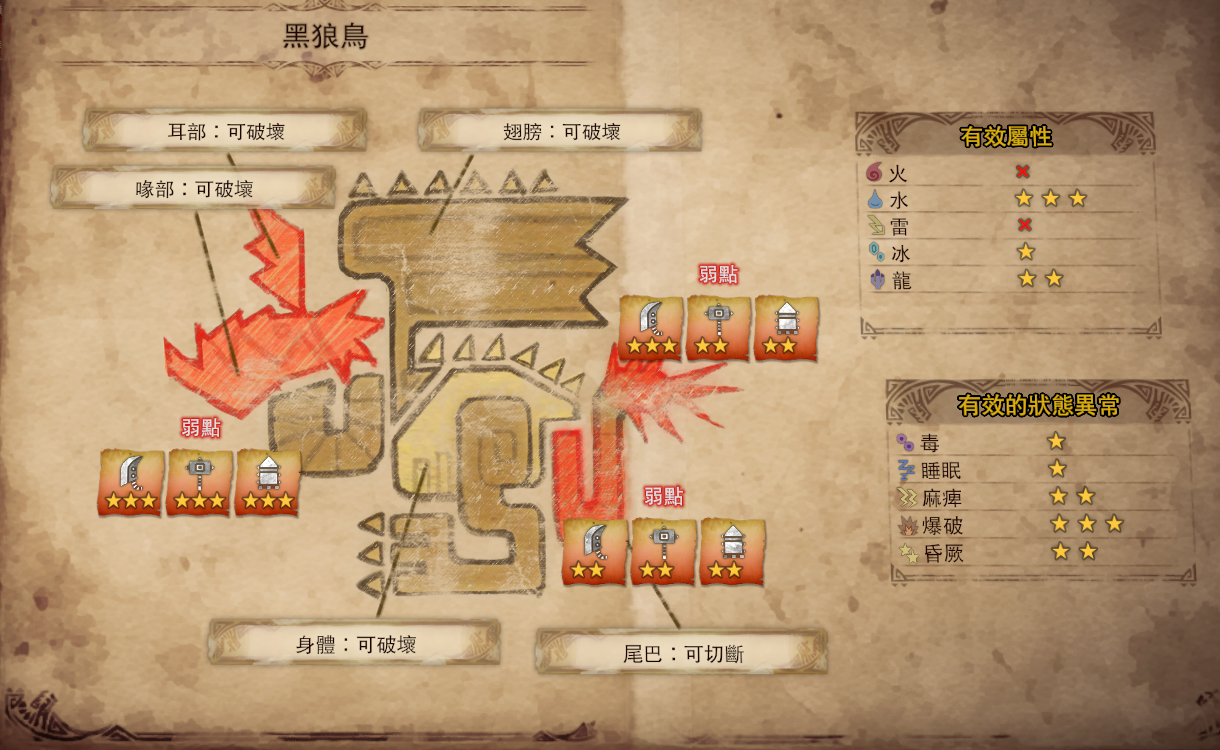 黑狼鳥
耳部：可破壞
翅膀：可破壞
喙部：可破壞
弱點
弱點
弱點
身體：可破壞
尾巴：可切斷
有效屬性
火
水
雷
冰
龍
有效的狀態異常
毒
睡眠
麻痺
爆破
昏厥